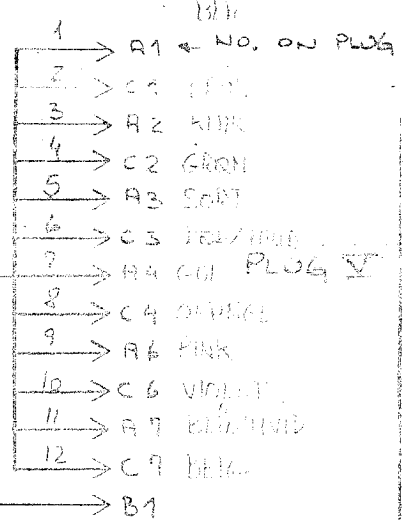 1 A1 ← NO. ON PLUG
2 C1
3 A2
4 C2 GRØN
5 A3 SORT
6 C3
7 A4 GUL PLUG V
8 C4
9 A6 PINK
10 C6 VIOLET
11 A7
12 C7
B1